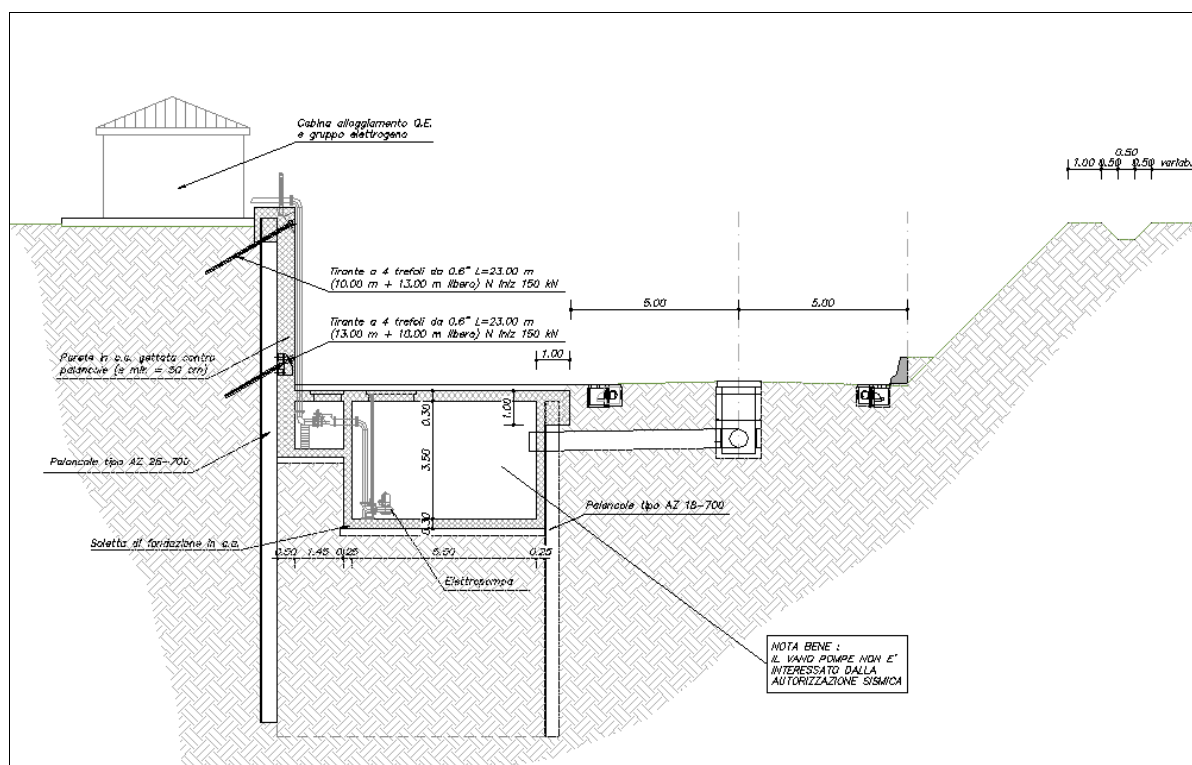 Cabina alloggiamento Q.E.
e gruppo elettrogeno
0.50
1.00 0.50 0.50 variab.
Tirante a 4 trefoli da 0.6" L=23.00 m
(10.00 m + 13.00 m libero) N iniz 150 kN
5.00 5.00
Tirante a 4 trefoli da 0.6" L=23.00 m
(13.00 m + 10.00 m libero) N iniz 150 kN
1.00
Parete in c.a. gettata contro
palancole (s min = 50 cm)
0.30
1.00
3.50
Palancole tipo AZ 26-700
Palancole tipo AZ 18-700
0.30
Soletta di fondazione in c.a.
0.50 1.45 0.25 0.25
Elettropompa
NOTA BENE :
IL VANO POMPE NON E'
INTERESSATO DALLA
AUTORIZZAZIONE SISMICA